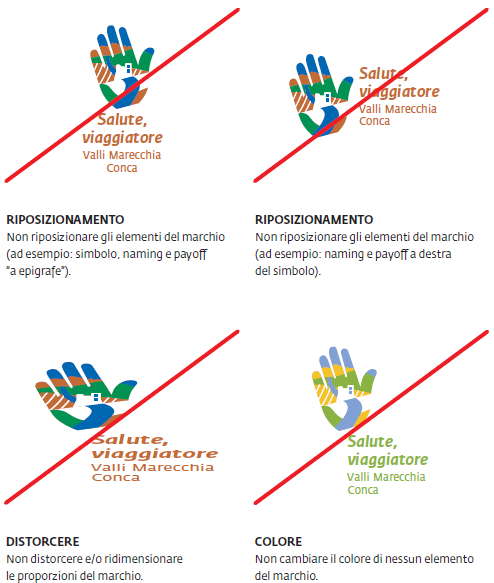 Salute,
viaggiatore
Valli Marecchia
Conca
RIPOSIZIONAMENTO
Non riposizionare gli elementi del marchio
(ad esempio: simbolo, naming e payoff
"a epigrafe").
Salute,
viaggiatore
Valli Marecchia
Conca
RIPOSIZIONAMENTO
Non riposizionare gli elementi del marchio
(ad esempio: naming e payoff a destra
del simbolo).
Salute,
viaggiatore
Valli Marecchia
Conca
DISTORCERE
Non distorcere e/o ridimensionare
le proporzioni del marchio.
Salute,
viaggiatore
Valli Marecchia
Conca
COLORE
Non cambiare il colore di nessun elemento
del marchio.